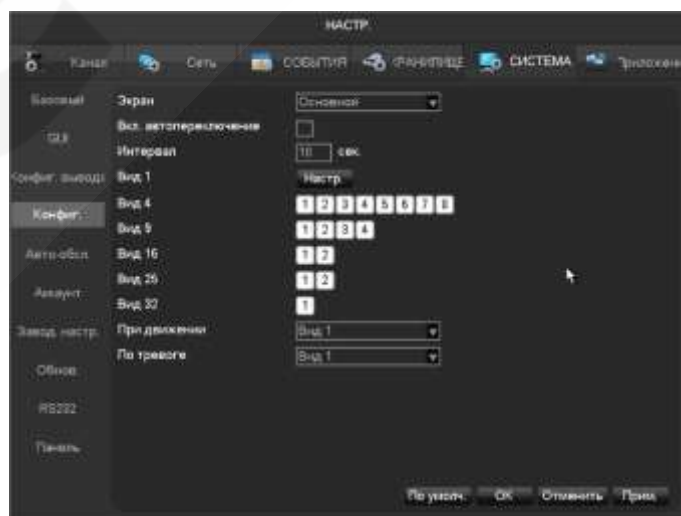 НАСТР.
Канал Сеть СОБЫТИЯ ХРАНИЛИЩЕ СИСТЕМА Приложен
Базовый
GUI
Конфиг. вывода
Конфиг.
Авто-обсл.
Аккаунт
Завод. настр.
Обнов.
RS232
Панель
Экран Основной
Вкл. автопереключение
Интервал 10 сек.
Вид 1 Настр.
Вид 4 1 2 3 4 5 6 7 8
Вид 9 1 2 3 4
Вид 16 1 2
Вид 25 1 2
Вид 32 1
При движении Вид 1
По тревоге Вид 1
По умолч. OK Отменить Прим.